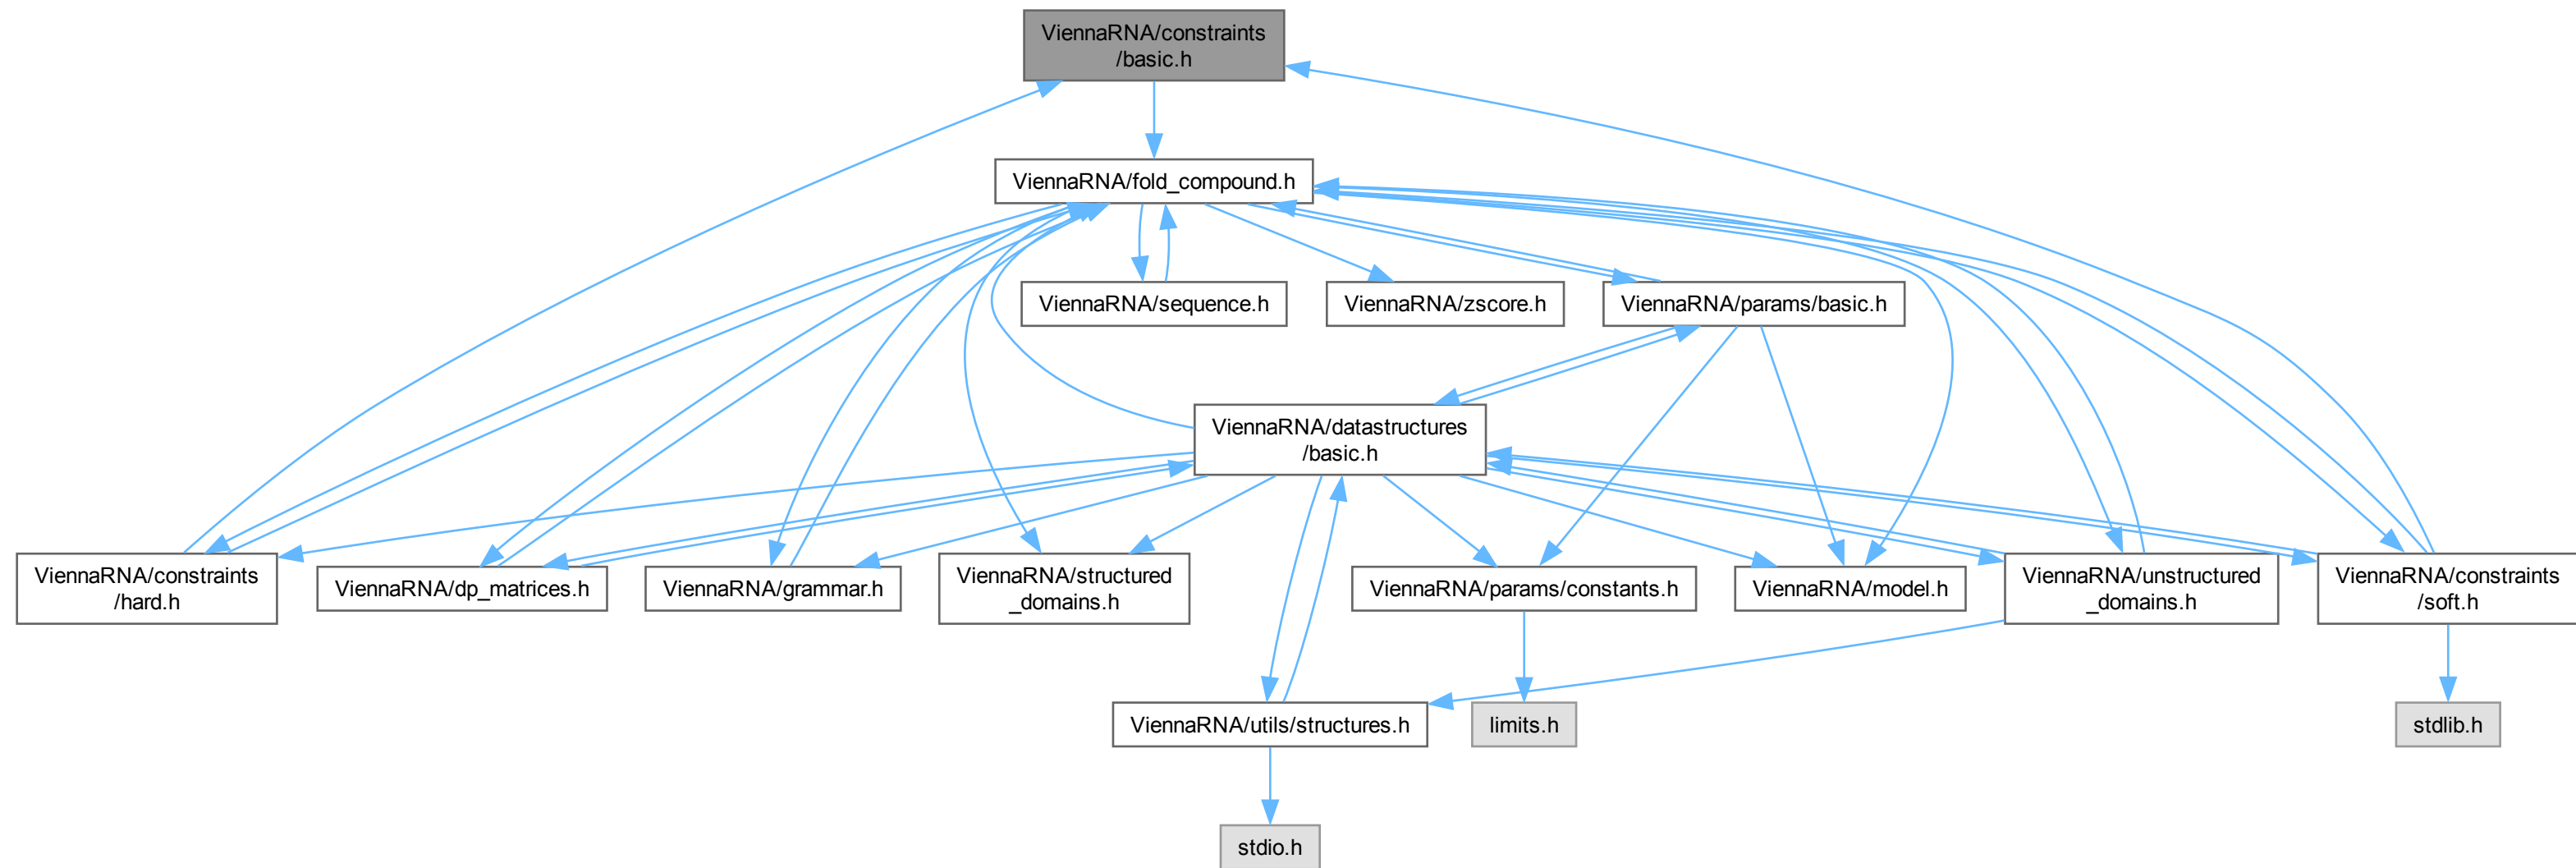 ViennaRNA/constraints
/basic.h
ViennaRNA/fold_compound.h
ViennaRNA/sequence.h
ViennaRNA/zscore.h
ViennaRNA/params/basic.h
ViennaRNA/datastructures
/basic.h
ViennaRNA/constraints
/hard.h
ViennaRNA/dp_matrices.h
ViennaRNA/grammar.h
ViennaRNA/structured
_domains.h
ViennaRNA/params/constants.h
ViennaRNA/model.h
ViennaRNA/unstructured
_domains.h
ViennaRNA/constraints
/soft.h
ViennaRNA/utils/structures.h
limits.h
stdlib.h
stdio.h